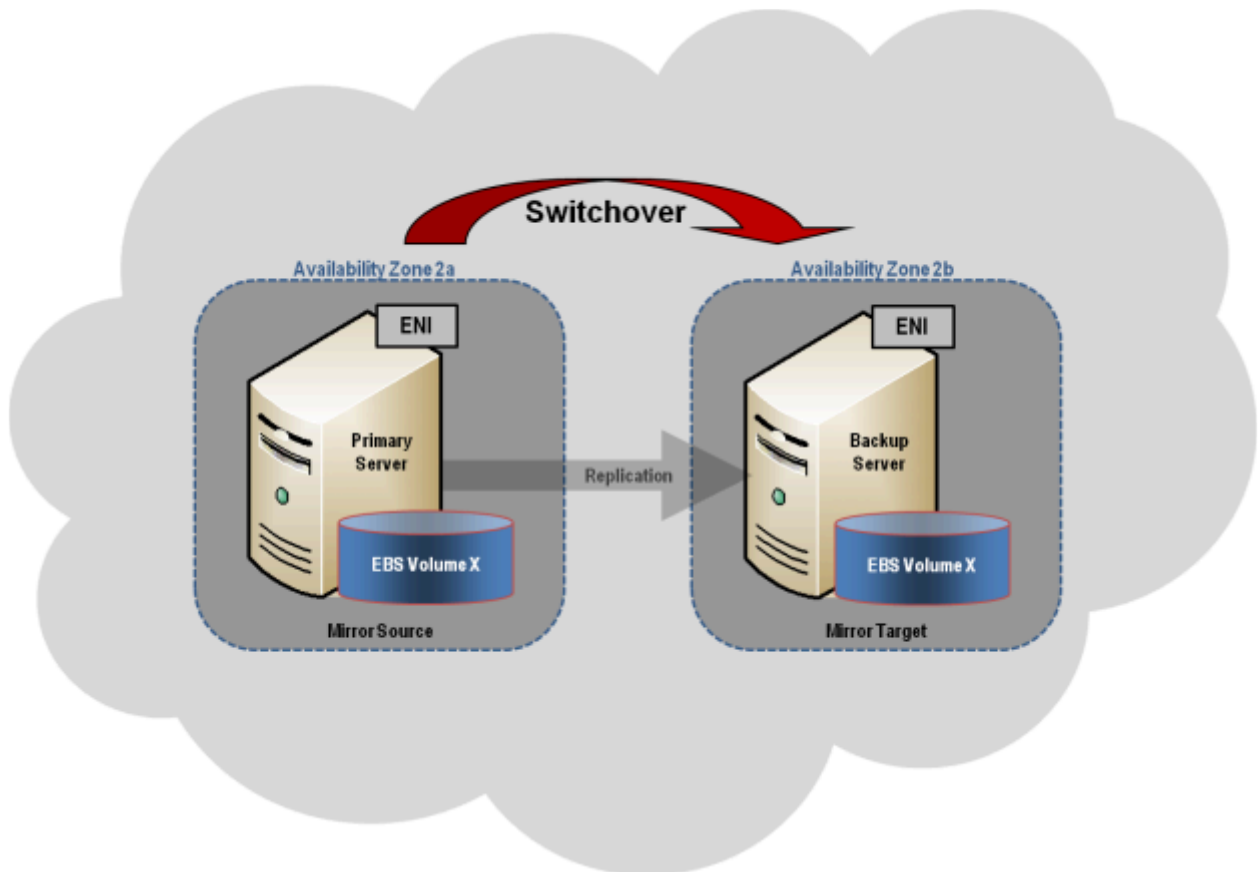 Switchover
Availability Zone 2a
Availability Zone 2b
ENI
ENI
Primary
Server
Replication
Backup
Server
EBS Volume X
EBS Volume X
Mirror Source
Mirror Target